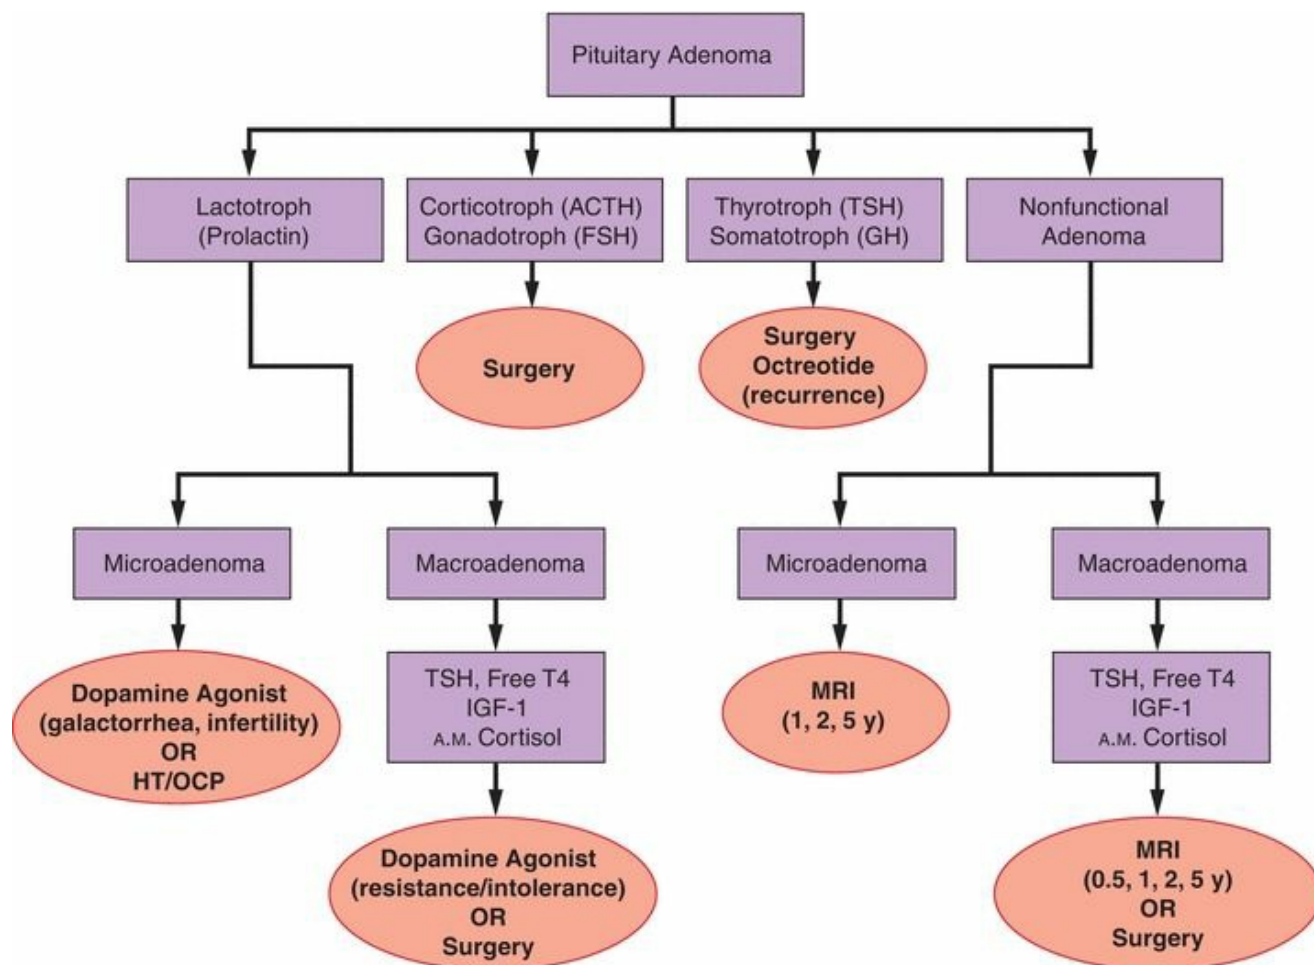 Pituitary Adenoma
Lactotroph
(Prolactin)
Corticotroph (ACTH)
Gonadotroph (FSH)
Thyrotroph (TSH)
Somatotroph (GH)
Nonfunctional
Adenoma
Surgery
Surgery
Octreotide
(recurrence)
Microadenoma
Macroadenoma
Microadenoma
Macroadenoma
Dopamine Agonist
(galactorrhea, infertility)
OR
HT/OCP
TSH, Free T4
IGF-1
A.M. Cortisol
MRI
(1, 2, 5 y)
TSH, Free T4
IGF-1
A.M. Cortisol
Dopamine Agonist
(resistance/intolerance)
OR
Surgery
MRI
(0.5, 1, 2, 5 y)
OR
Surgery